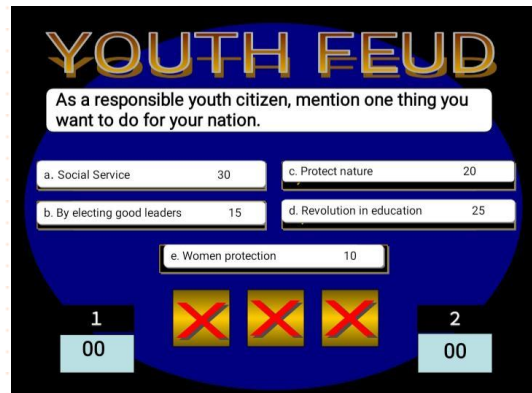 YOUTH FEUD
As a responsible youth citizen, mention one thing you
want to do for your nation.
a. Social Service 30
c. Protect nature 20
b. By electing good leaders 15
d. Revolution in education 25
e. Women protection 10
1
2
00
00